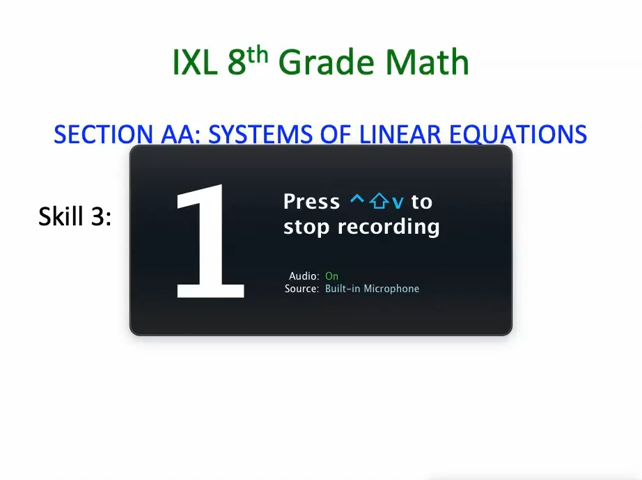 IXL 8th Grade Math
SECTION AA: SYSTEMS OF LINEAR EQUATIONS
Skill 3:
1
Press ^⇧v to
stop recording
Audio: On
Source: Built-in Microphone